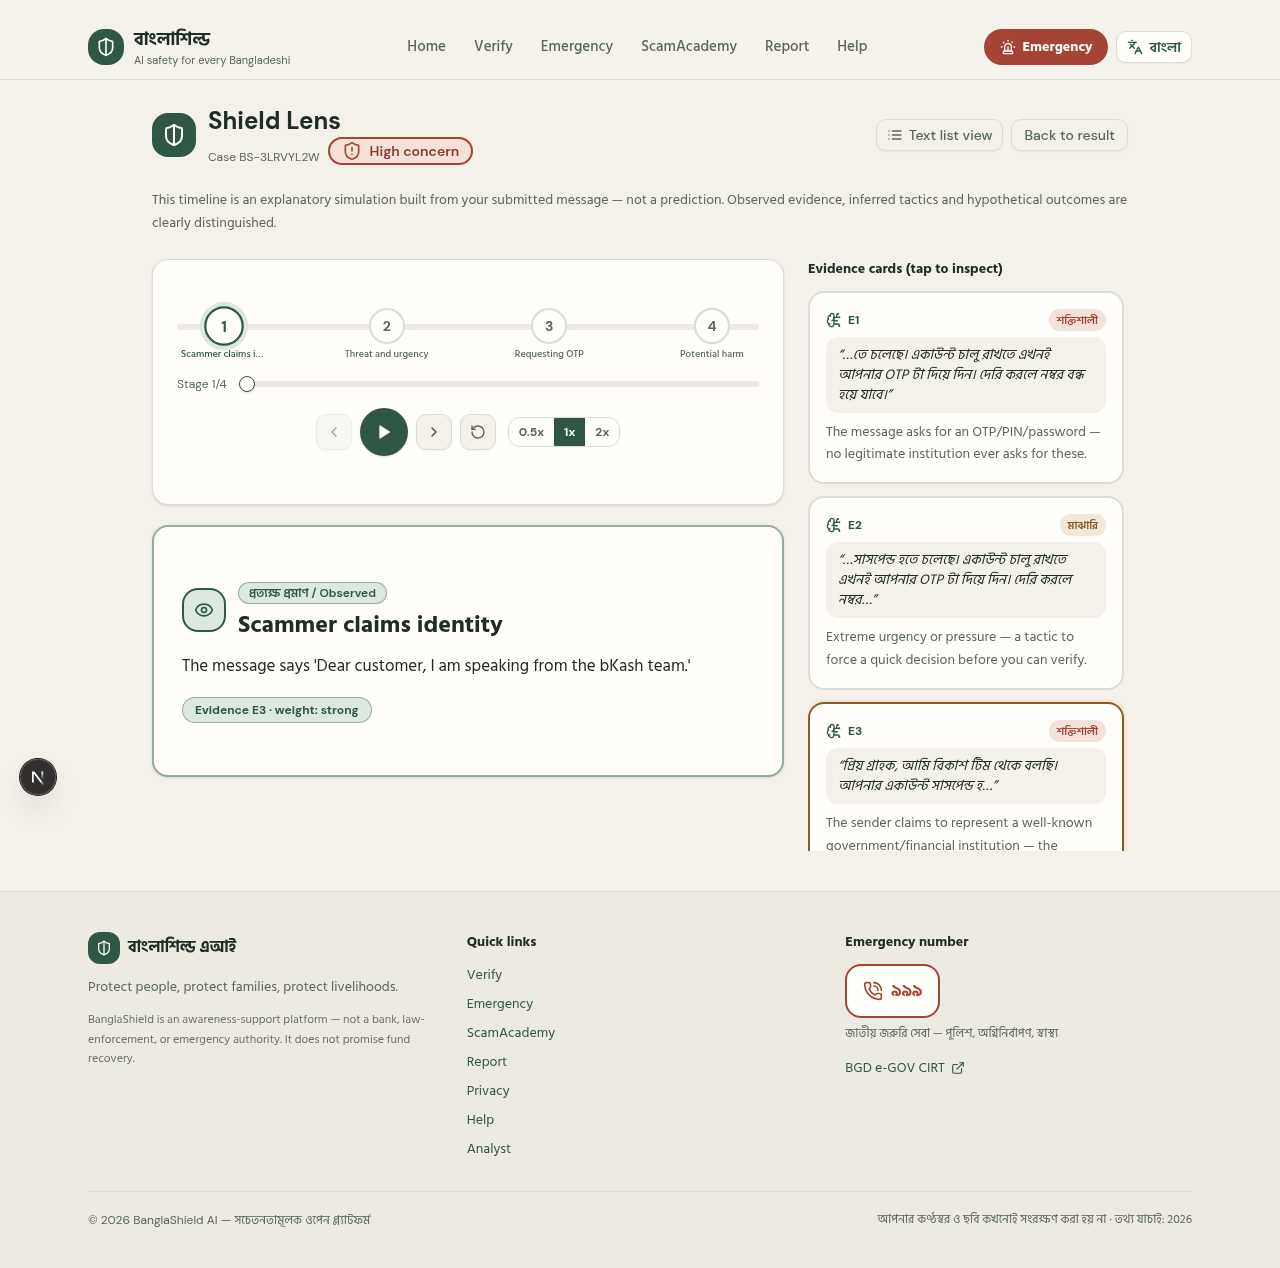 বাংলাশিল্ড
AI safety for every Bangladeshi
Home
Verify
Emergency
ScamAcademy
Report
Help
Emergency
বাংলা
Shield Lens
Case BS-3LRVYL2W
High concern
Text list view
Back to result
This timeline is an explanatory simulation built from your submitted message — not a prediction. Observed evidence, inferred tactics and hypothetical outcomes are
clearly distinguished.
1
2
3
4
Scammer claims i...
Threat and urgency
Requesting OTP
Potential harm
Stage 1/4
0.5x
1x
2x
প্রত্যক্ষ প্রমাণ / Observed
Scammer claims identity
The message says 'Dear customer, I am speaking from the bKash team.'
Evidence E3 · weight: strong
Evidence cards (tap to inspect)
E1
শক্তিশালী
“...তে চলেছে। একাউন্ট চালু রাখতে এখনই
আপনার OTP টা দিয়ে দিন। দেরি করলে নম্বর বন্ধ
হয়ে যাবে।”
The message asks for an OTP/PIN/password —
no legitimate institution ever asks for these.
E2
মাঝারি
“...সাসপেন্ড হতে চলেছে। একাউন্ট চালু রাখতে
এখনই আপনার OTP টা দিয়ে দিন। দেরি করলে
নম্বর...”
Extreme urgency or pressure — a tactic to
force a quick decision before you can verify.
E3
শক্তিশালী
“প্রিয় গ্রাহক, আমি বিকাশ টিম থেকে বলছি।
আপনার একাউন্ট সাসপেন্ড হ...”
The sender claims to represent a well-known
government/financial institution — the
N
বাংলাশিল্ড এআই
Protect people, protect families, protect livelihoods.
BanglaShield is an awareness-support platform — not a bank, law-
enforcement, or emergency authority. It does not promise fund
recovery.
Quick links
Verify
Emergency
ScamAcademy
Report
Privacy
Help
Analyst
Emergency number
৯৯৯
জাতীয় জরুরি সেবা — পুলিশ, অগ্নিনির্বাপণ, স্বাস্থ্য
BGD e-GOV CIRT
© 2026 BanglaShield AI — সচেতনতামূলক ওপেন প্ল্যাটফর্ম
আপনার কণ্ঠস্বর ও ছবি কখনোই সংরক্ষণ করা হয় না · তথ্য যাচাই: 2026